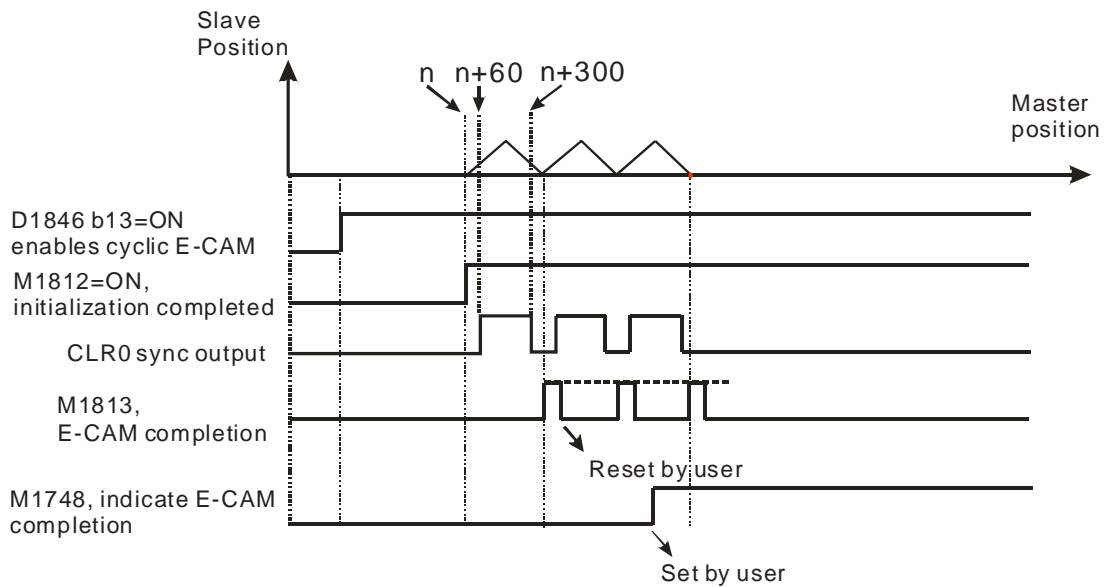 Slave
Position
n n+60 n+300
Master
position
D1846 b13=ON
enables cyclic E-CAM
M1812=ON,
initialization completed
CLR0 sync output
M1813,
E-CAM completion
Reset by user
M1748, indicate E-CAM
completion
Set by user